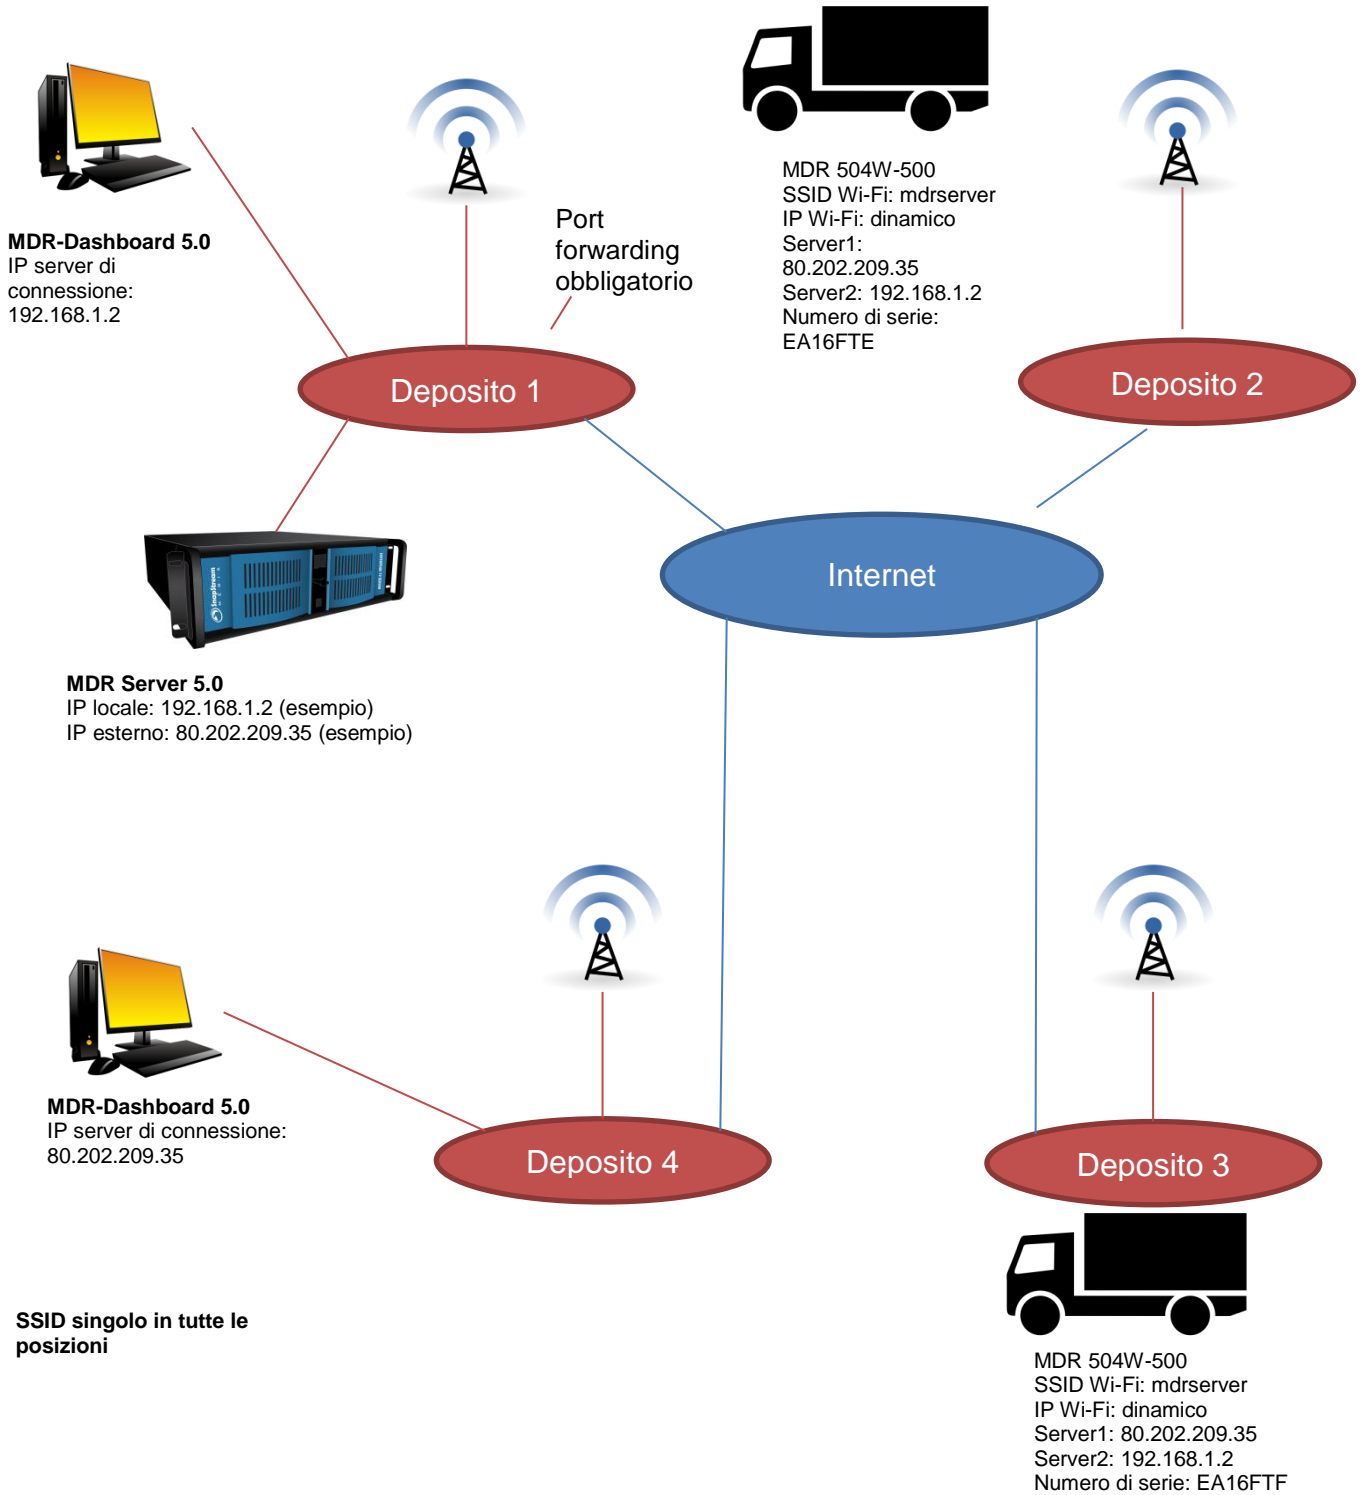 MDR 504W-500
SSID Wi-Fi: mdrserver
IP Wi-Fi: dinamico
Server1:
80.202.209.35
Server2: 192.168.1.2
Numero di serie:
EA16FTE
Port
forwarding
obbligatorio
MDR-Dashboard 5.0
IP server di
connessione:
192.168.1.2
Deposito 1
Deposito 2
Internet
SnapStream
MEDIA
MDR Server 5.0
IP locale: 192.168.1.2 (esempio)
IP esterno: 80.202.209.35 (esempio)
MDR-Dashboard 5.0
IP server di connessione:
80.202.209.35
Deposito 4
Deposito 3
SSID singolo in tutte le
posizioni
MDR 504W-500
SSID Wi-Fi: mdrserver
IP Wi-Fi: dinamico
Server1: 80.202.209.35
Server2: 192.168.1.2
Numero di serie: EA16FTF